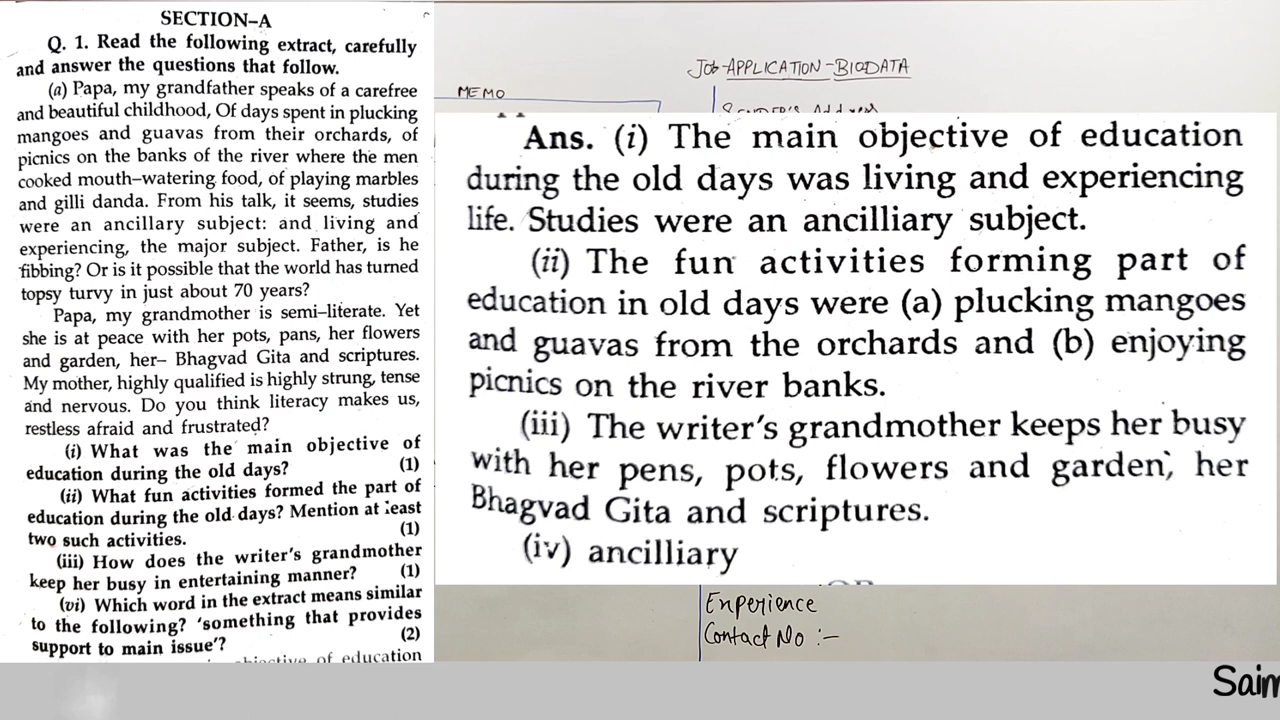 SECTION–A
Q. 1. Read the following extract, carefully
and answer the questions that follow.
(a) Papa, my grandfather speaks of a carefree
and beautiful childhood, Of days spent in plucking
mangoes and guavas from their orchards, of
picnics on the banks of the river where the men
cooked mouth–watering food, of playing marbles
and gilli danda. From his talk, it seems, studies
were an ancillary subject: and living and
experiencing, the major subject. Father, is he
fibbing? Or is it possible that the world has turned
topsy turvy in just about 70 years?
Papa, my grandmother is semi-literate. Yet
she is at peace with her pots, pans, her flowers
and garden, her– Bhagvad Gita and scriptures.
My mother, highly qualified is highly strung, tense
and nervous. Do you think literacy makes us,
restless afraid and frustrated?
(i) What was the main objective of
education during the old days? (1)
(ii) What fun activities formed the part of
education during the old days? Mention at least
two such activities. (1)
(iii) How does the writer's grandmother
keep her busy in entertaining manner? (1)
(vi) Which word in the extract means similar
to the following? 'something that provides
support to main issue'? (2)
objective of education
MEMO
JOB-APPLICATION-BIODATA
Ans. (i) The main objective of education
during the old days was living and experiencing
life. Studies were an ancilliary subject.
(ii) The fun activities forming part of
education in old days were (a) plucking mangoes
and guavas from the orchards and (b) enjoying
picnics on the river banks.
(iii) The writer's grandmother keeps her busy
with her pens, pots, flowers and garden, her
Bhagvad Gita and scriptures.
(iv) ancilliary
Experience
Contact No :-
Saim